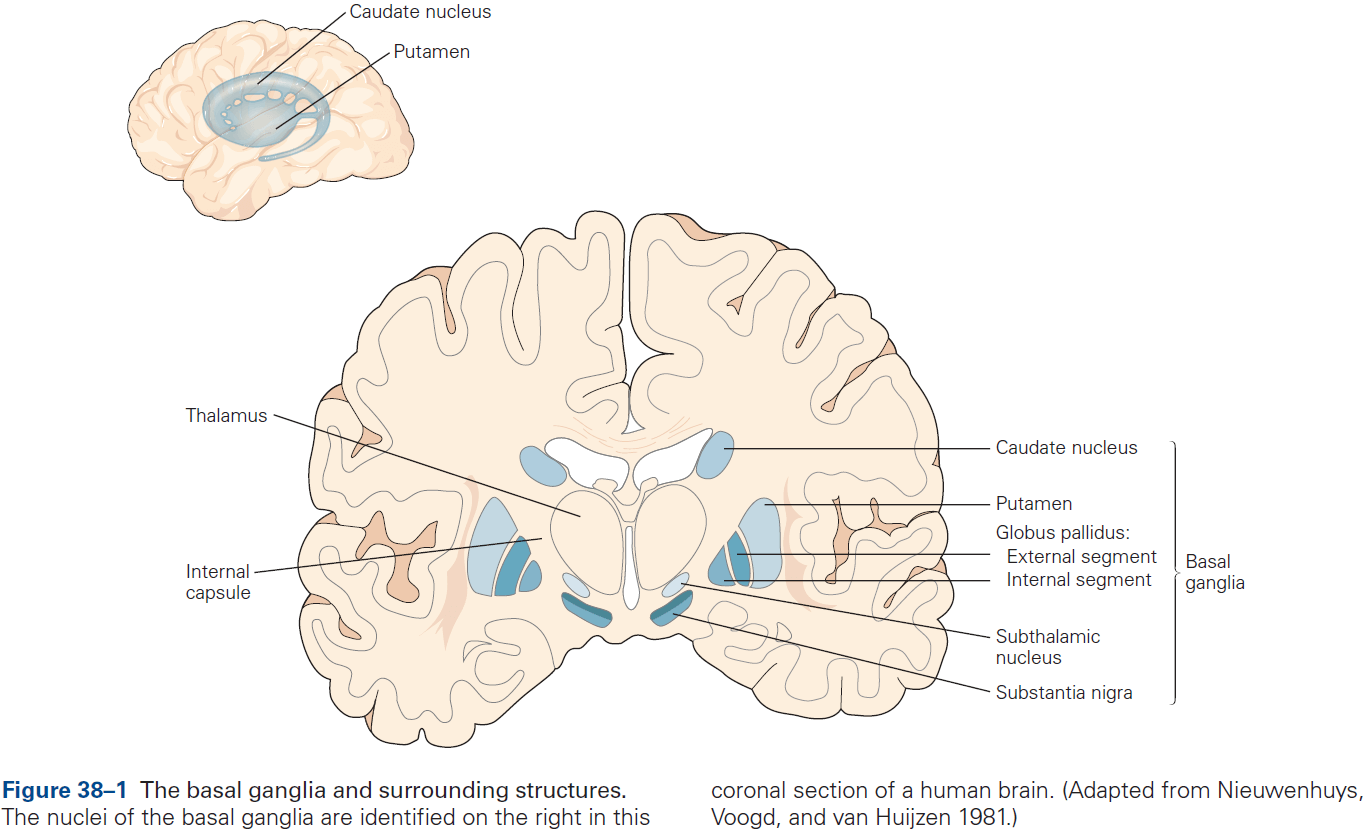 Caudate nucleus
Putamen
Thalamus
Internal
capsule
Caudate nucleus
Putamen
Globus pallidus:
External segment
Internal segment
Subthalamic
nucleus
Substantia nigra
Basal
ganglia
Figure 38–1 The basal ganglia and surrounding structures.
The nuclei of the basal ganglia are identified on the right in this
coronal section of a human brain. (Adapted from Nieuwenhuys,
Voogd, and van Huijzen 1981.)